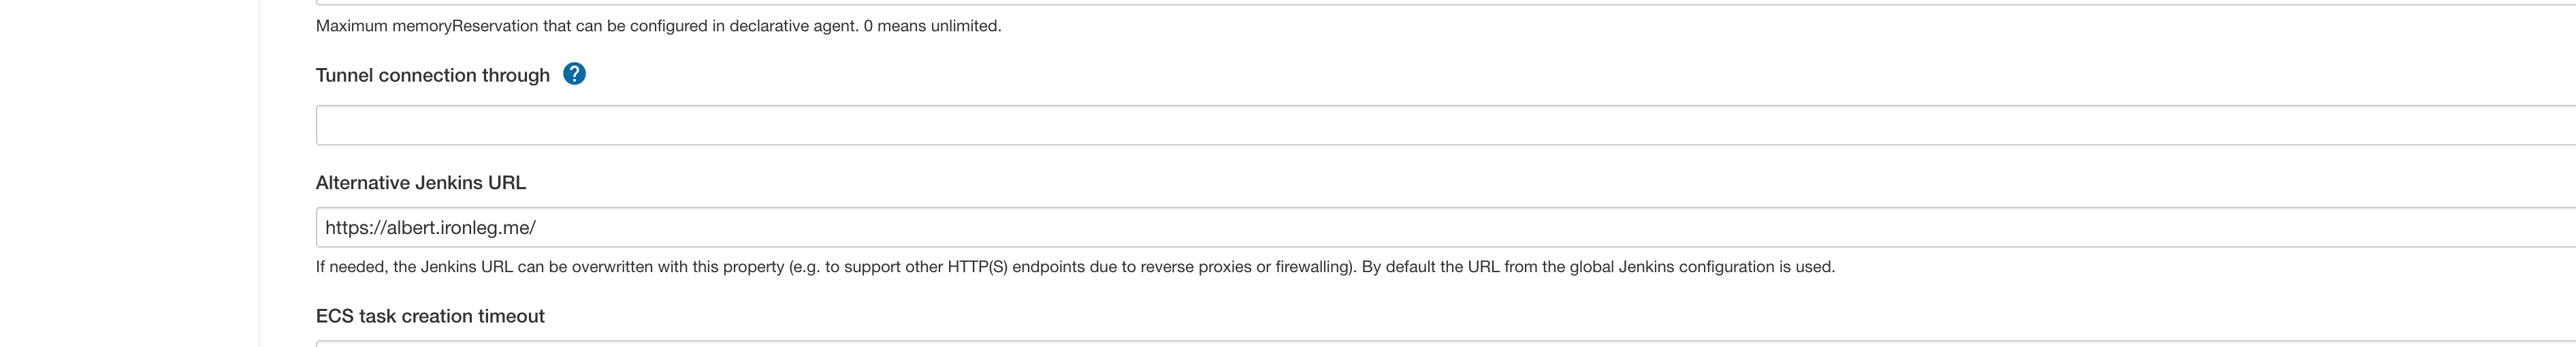 Maximum memoryReservation that can be configured in declarative agent. 0 means unlimited.
Tunnel connection through ?
Alternative Jenkins URL
https://albert.ironleg.me/
If needed, the Jenkins URL can be overwritten with this property (e.g. to support other HTTP(S) endpoints due to reverse proxies or firewalling). By default the URL from the global Jenkins configuration is used.
ECS task creation timeout